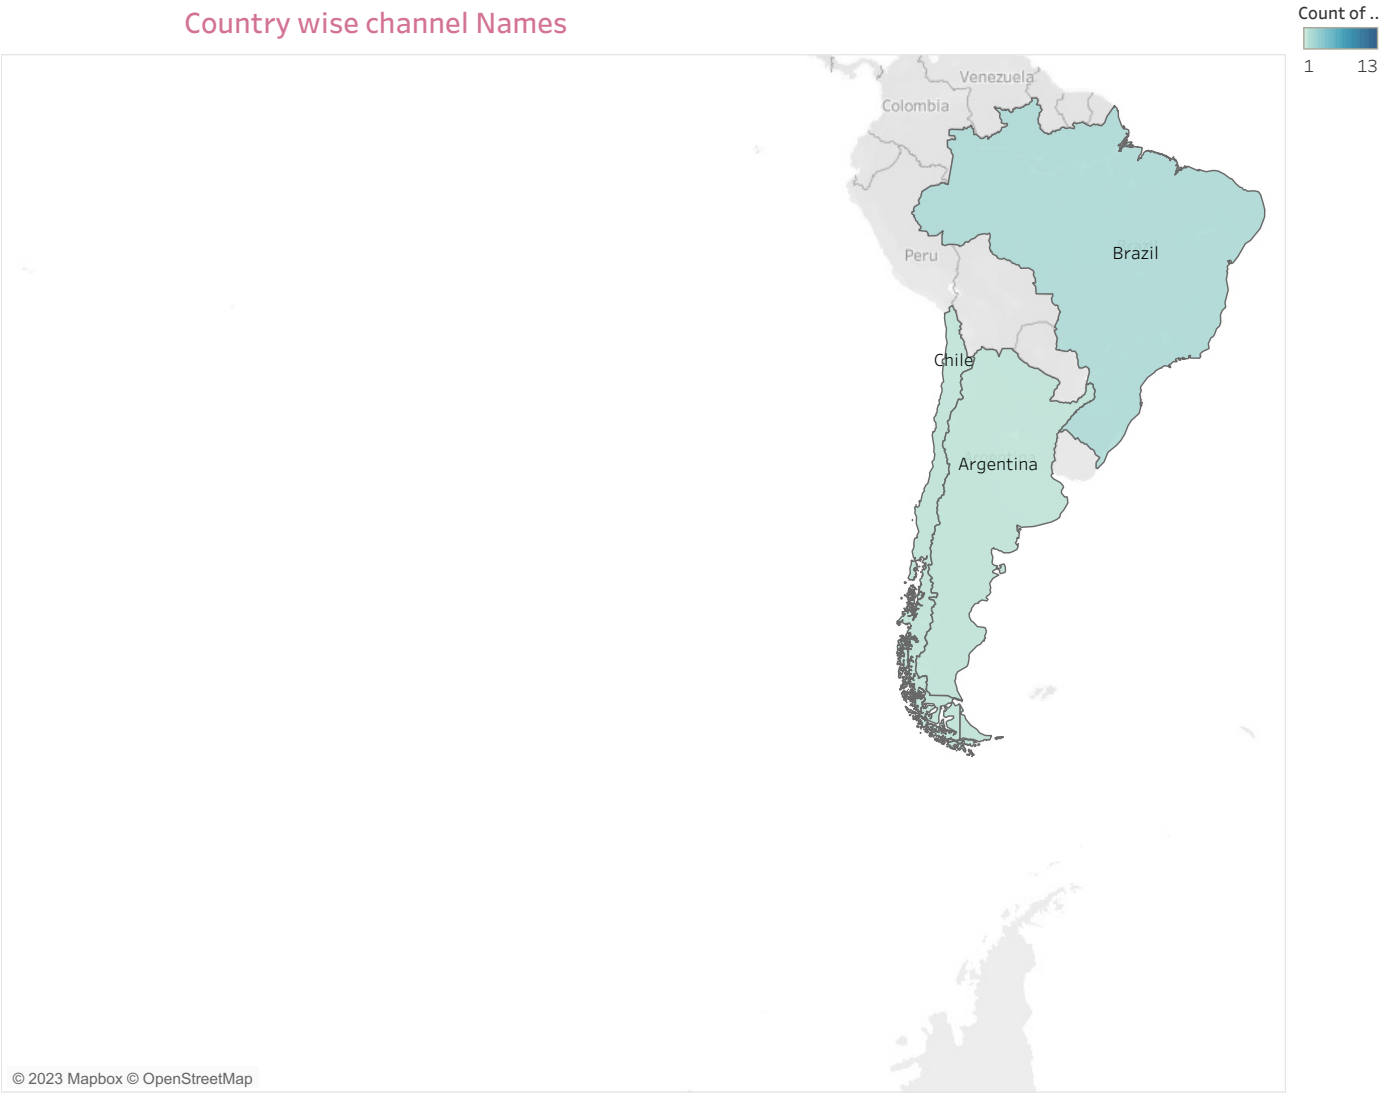 Country wise channel Names
Count of ..
1 13
Venezuela
Colombia
Brazil
Peru
Chile
Argentina
© 2023 Mapbox © OpenStreetMap